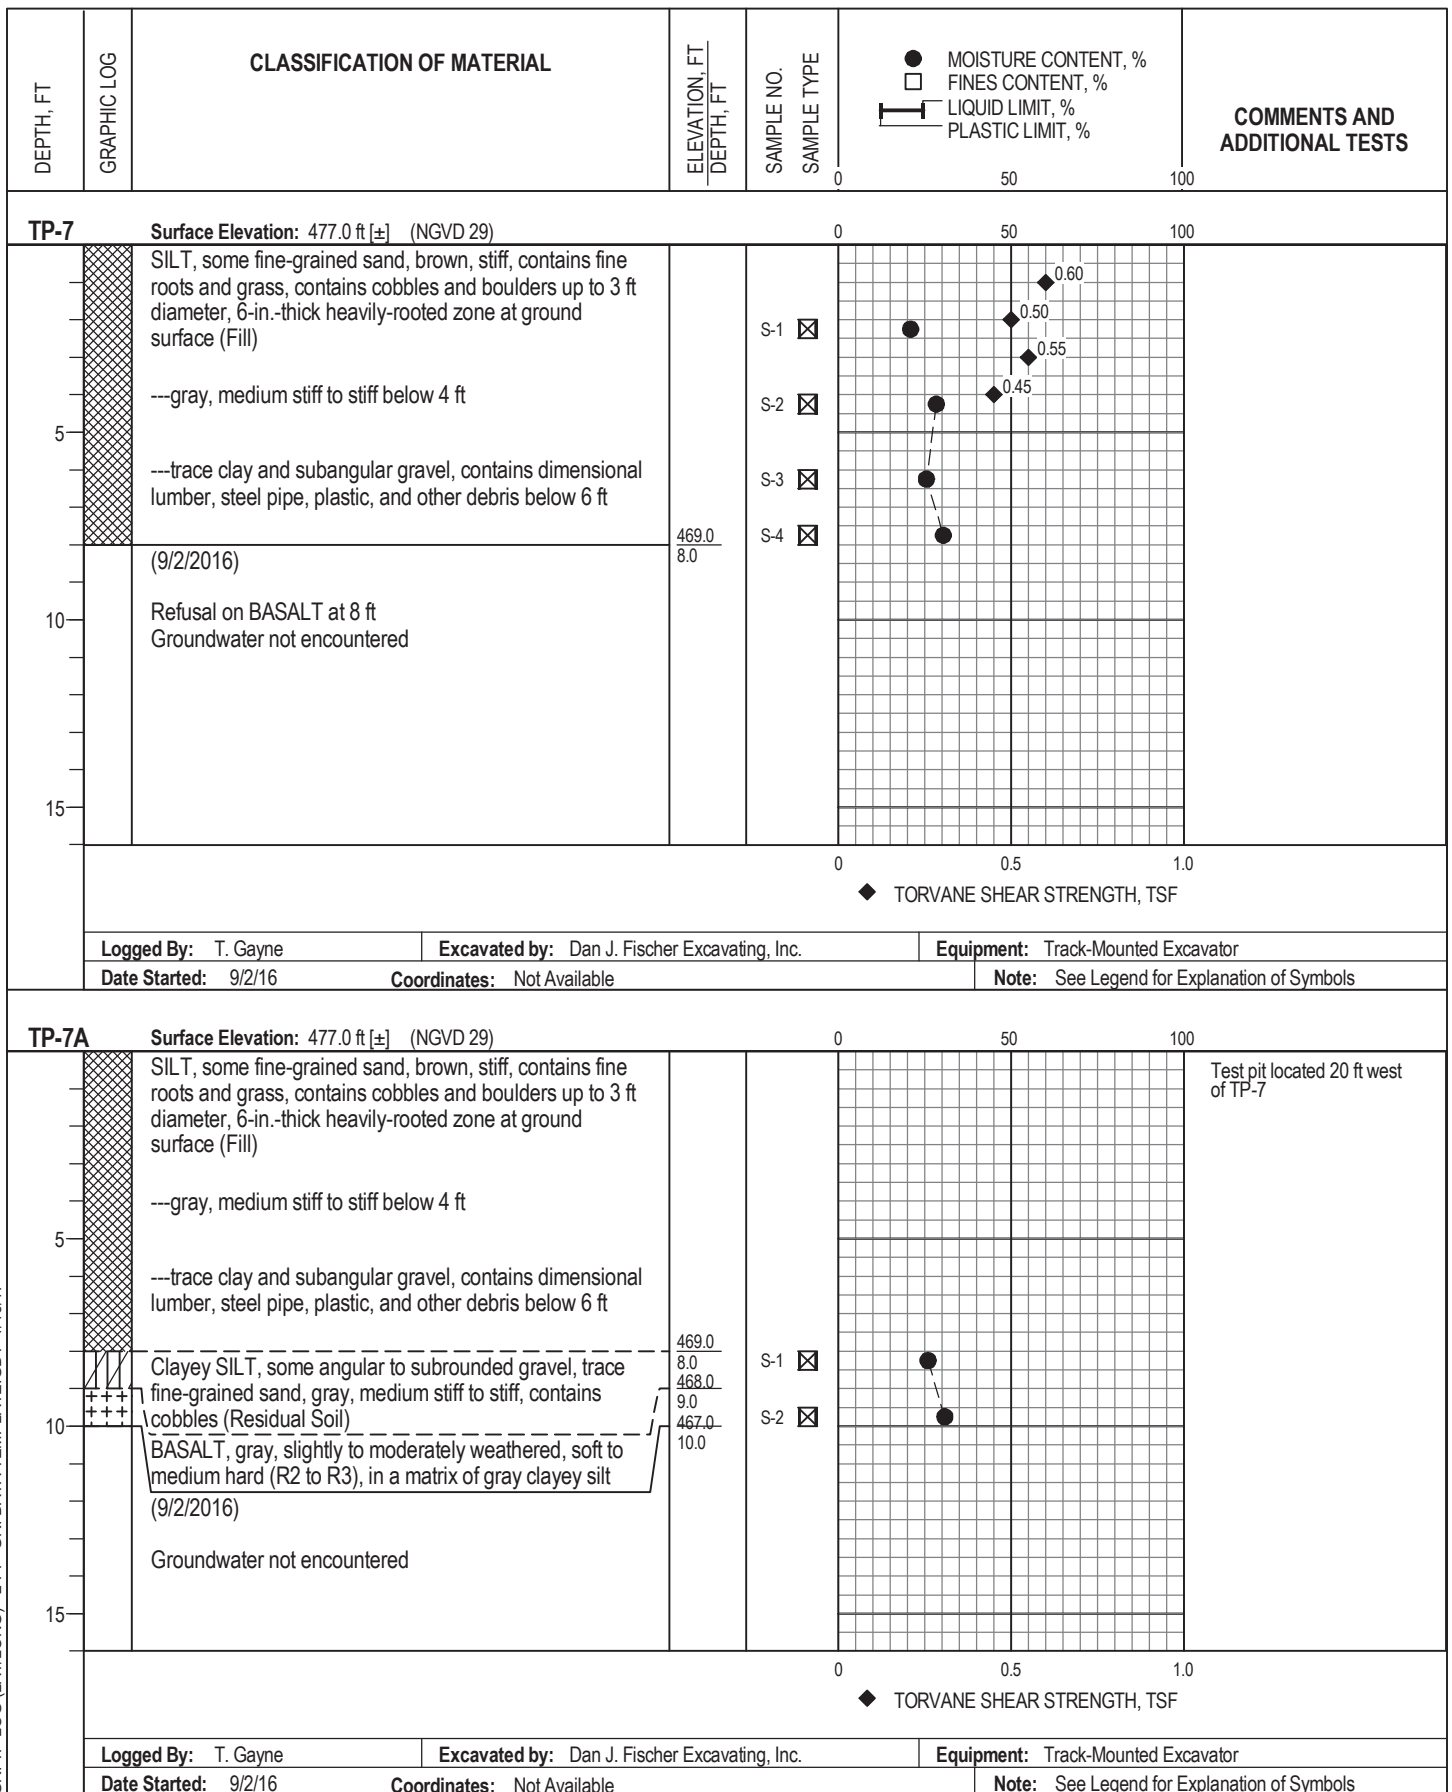 DEPTH, FT
GRAPHIC LOG
CLASSIFICATION OF MATERIAL
ELEVATION, FT
DEPTH, FT
SAMPLE NO.
SAMPLE TYPE
MOISTURE CONTENT, %
FINES CONTENT, %
LIQUID LIMIT, %
PLASTIC LIMIT, %
0 50 100
COMMENTS AND
ADDITIONAL TESTS
TP-7 Surface Elevation: 477.0 ft [±] (NGVD 29) 0 50 100
SILT, some fine-grained sand, brown, stiff, contains fine
roots and grass, contains cobbles and boulders up to 3 ft
diameter, 6-in.-thick heavily-rooted zone at ground
surface (Fill)
---gray, medium stiff to stiff below 4 ft
---trace clay and subangular gravel, contains dimensional
lumber, steel pipe, plastic, and other debris below 6 ft
(9/2/2016)
Refusal on BASALT at 8 ft
Groundwater not encountered
5
10
15
469.0
8.0
S-1
S-2
S-3
S-4
0.60
0.50
0.55
0.45
0 0.5 1.0
TORVANE SHEAR STRENGTH, TSF
Logged By: T. Gayne Excavated by: Dan J. Fischer Excavating, Inc. Equipment: Track-Mounted Excavator
Date Started: 9/2/16 Coordinates: Not Available Note: See Legend for Explanation of Symbols
TP-7A Surface Elevation: 477.0 ft [±] (NGVD 29) 0 50 100
SILT, some fine-grained sand, brown, stiff, contains fine
roots and grass, contains cobbles and boulders up to 3 ft
diameter, 6-in.-thick heavily-rooted zone at ground
surface (Fill)
---gray, medium stiff to stiff below 4 ft
---trace clay and subangular gravel, contains dimensional
lumber, steel pipe, plastic, and other debris below 6 ft
Clayey SILT, some angular to subrounded gravel, trace
fine-grained sand, gray, medium stiff to stiff, contains
cobbles (Residual Soil)
BASALT, gray, slightly to moderately weathered, soft to
medium hard (R2 to R3), in a matrix of gray clayey silt
(9/2/2016)
Groundwater not encountered
5
10
15
469.0
8.0
468.0
9.0
467.0
10.0
S-1
S-2
Test pit located 20 ft west
of TP-7
0 0.5 1.0
TORVANE SHEAR STRENGTH, TSF
Logged By: T. Gayne Excavated by: Dan J. Fischer Excavating, Inc. Equipment: Track-Mounted Excavator
Date Started: 9/2/16 Coordinates: Not Available Note: See Legend for Explanation of Symbols